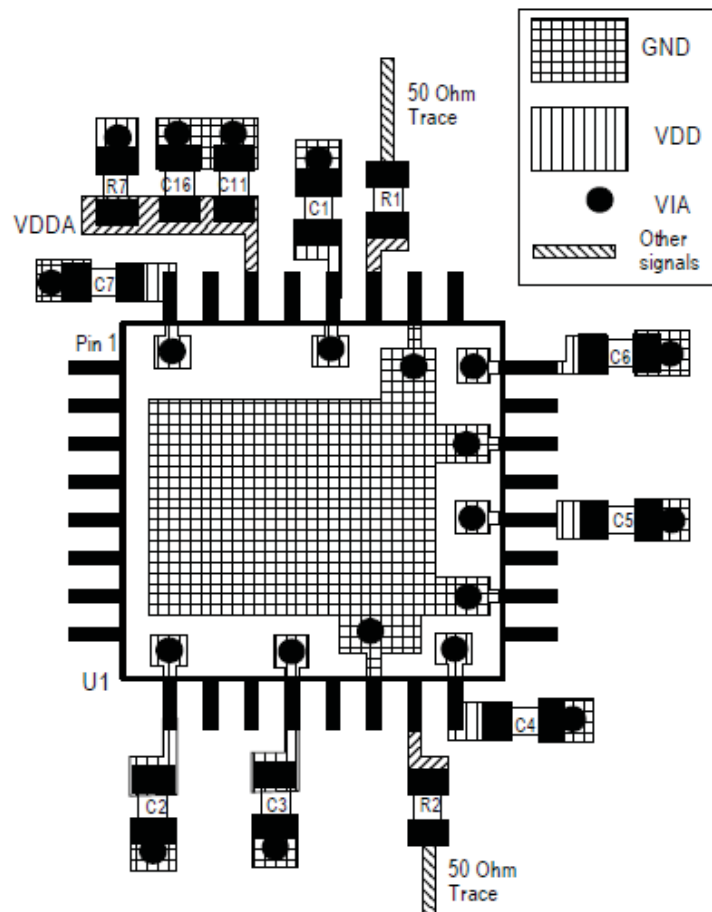 GND
VDD
VIA
Other
signals
50 Ohm
Trace
R7
C16
C11
C1
R1
VDDA
C7
Pin 1
C6
C5
U1
C4
C2
C3
R2
50 Ohm
Trace